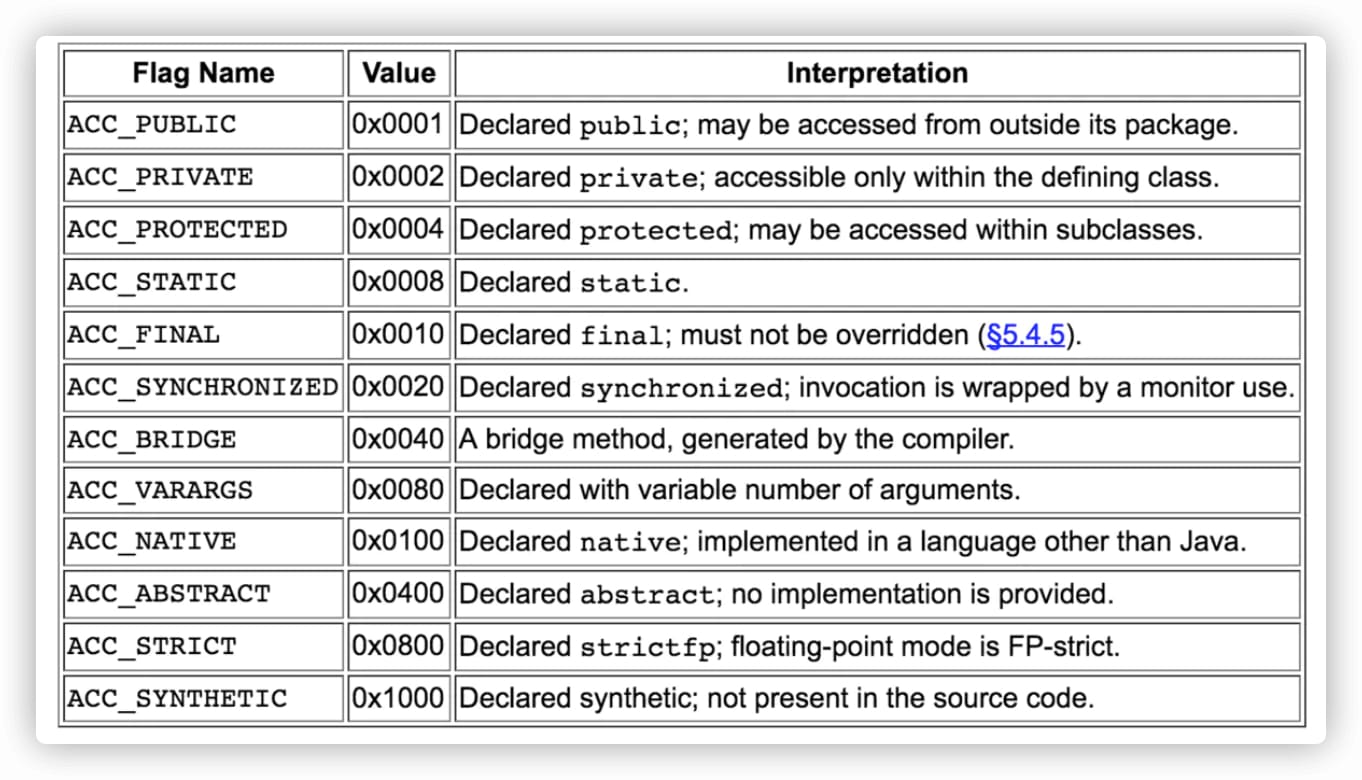 Flag Name Value Interpretation
ACC_PUBLIC 0x0001 Declared public; may be accessed from outside its package.
ACC_PRIVATE 0x0002 Declared private; accessible only within the defining class.
ACC_PROTECTED 0x0004 Declared protected; may be accessed within subclasses.
ACC_STATIC 0x0008 Declared static.
ACC_FINAL 0x0010 Declared final; must not be overridden (§5.4.5).
ACC_SYNCHRONIZED 0x0020 Declared synchronized; invocation is wrapped by a monitor use.
ACC_BRIDGE 0x0040 A bridge method, generated by the compiler.
ACC_VARARGS 0x0080 Declared with variable number of arguments.
ACC_NATIVE 0x0100 Declared native; implemented in a language other than Java.
ACC_ABSTRACT 0x0400 Declared abstract; no implementation is provided.
ACC_STRICT 0x0800 Declared strictfp; floating-point mode is FP-strict.
ACC_SYNTHETIC 0x1000 Declared synthetic; not present in the source code.